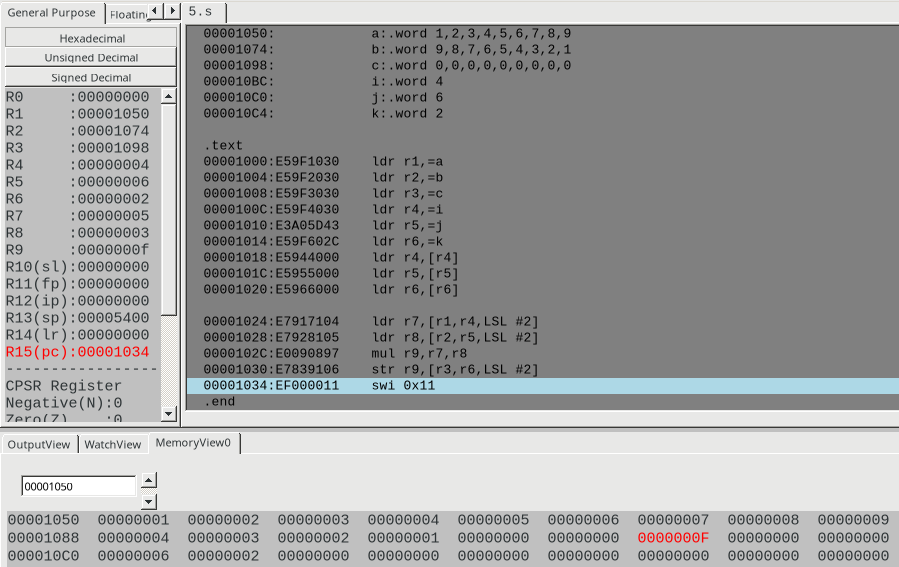 General Purpose
Floating
5.s
Hexadecimal
Unsigned Decimal
Signed Decimal
R0     :00000000
R1     :00001050
R2     :00001074
R3     :00001098
R4     :00000004
R5     :00000006
R6     :00000002
R7     :00000005
R8     :00000003
R9     :0000000f
R10(sl):00000000
R11(fp):00000000
R12(ip):00000000
R13(sp):00005400
R14(lr):00000000
R15(pc):00001034
-----------------
CPSR Register
Negative(N):0
Zero(Z)    :0
00001050:            a:.word 1,2,3,4,5,6,7,8,9
00001074:            b:.word 9,8,7,6,5,4,3,2,1
00001098:            c:.word 0,0,0,0,0,0,0,0,0
000010BC:            i:.word 4
000010C0:            j:.word 6
000010C4:            k:.word 2
.text
00001000:E59F1030    ldr r1,=a
00001004:E59F2030    ldr r2,=b
00001008:E59F3030    ldr r3,=c
0000100C:E59F4030    ldr r4,=i
00001010:E3A05D43    ldr r5,=j
00001014:E59F602C    ldr r6,=k
00001018:E5944000    ldr r4,[r4]
0000101C:E5955000    ldr r5,[r5]
00001020:E5966000    ldr r6,[r6]
00001024:E7917104    ldr r7,[r1,r4,LSL #2]
00001028:E7928105    ldr r8,[r2,r5,LSL #2]
0000102C:E0090897    mul r9,r7,r8
00001030:E7839106    str r9,[r3,r6,LSL #2]
00001034:EF000011    swi 0x11
.end
OutputView
WatchView
MemoryView0
00001050
00001050  00000001  00000002  00000003  00000004  00000005  00000006  00000007  00000008  00000009
00001088  00000004  00000003  00000002  00000001  00000000  00000000  0000000F  00000000  00000000
000010C0  00000006  00000002  00000000  00000000  00000000  00000000  00000000  00000000  00000000